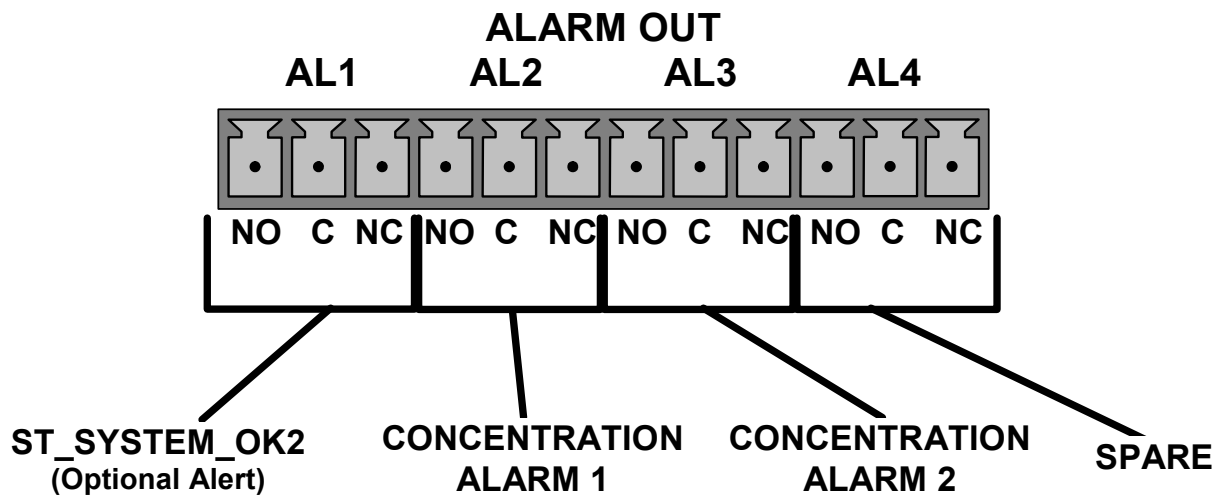 ALARM OUT
AL1 AL2 AL3 AL4
NO C NC NO C NC NO C NC NO C NC
ST_SYSTEM_OK2
(Optional Alert)
CONCENTRATION
ALARM 1
CONCENTRATION
ALARM 2
SPARE